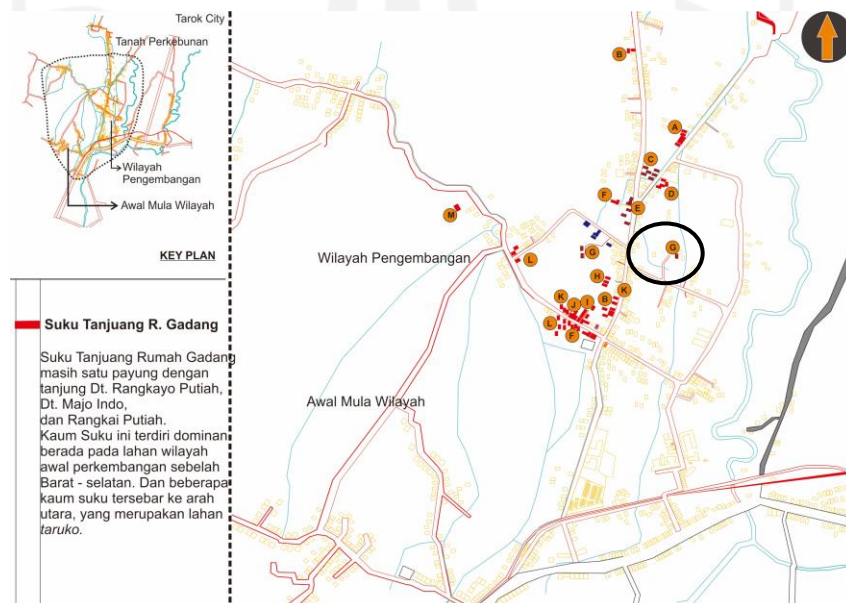 Tarok City
Tanah Perkebunan
Wilayah
Pengembangan
Awal Mula Wilayah
KEY PLAN
Suku Tanjuang R. Gadang
Suku Tanjuang Rumah Gadang
masih satu payung dengan
tanjung Dt. Rangkayo Putiah,
Dt. Majo Indo,
dan Rangkai Putiah.
Kaum Suku ini terdiri dominan
berada pada lahan wilayah
awal perkembangan sebelah
Barat - selatan. Dan beberapa
kaum suku tersebar ke arah
utara, yang merupakan lahan
taruko.
B
A
C
D
F
E
M
Wilayah Pengembangan
L
G
G
H
K
K
J
I
B
L
F
Awal Mula Wilayah